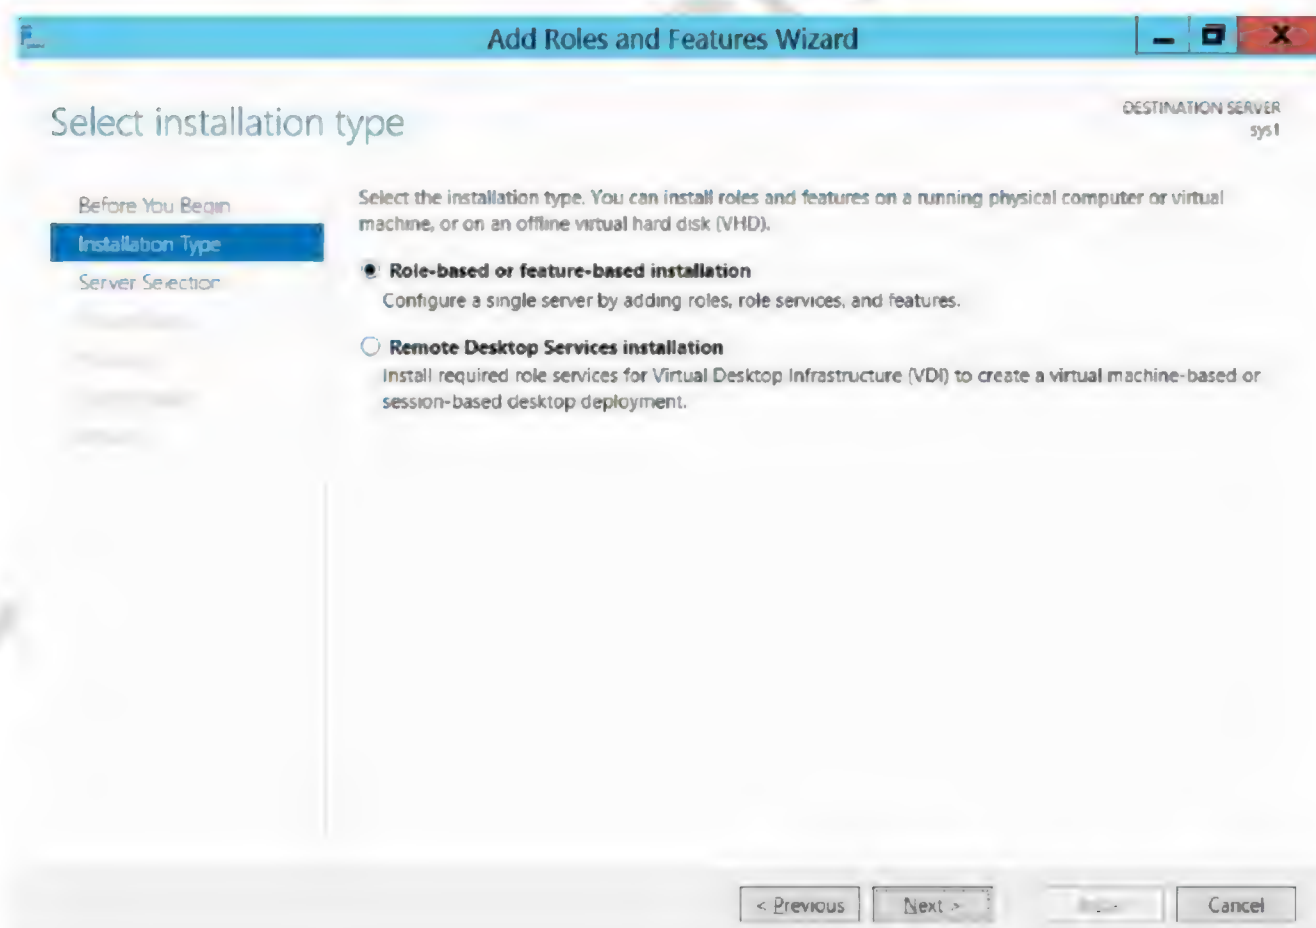 Add Roles and Features Wizard
Select installation type
DESTINATION SERVER
sys1
Before You Begin
Installation Type
Server Selection
Select the installation type. You can install roles and features on a running physical computer or virtual
machine, or on an offline virtual hard disk (VHD).
Role-based or feature-based installation
Configure a single server by adding roles, role services, and features.
Remote Desktop Services installation
Install required role services for Virtual Desktop Infrastructure (VDI) to create a virtual machine-based or
session-based desktop deployment.
< Previous
Next >
Cancel